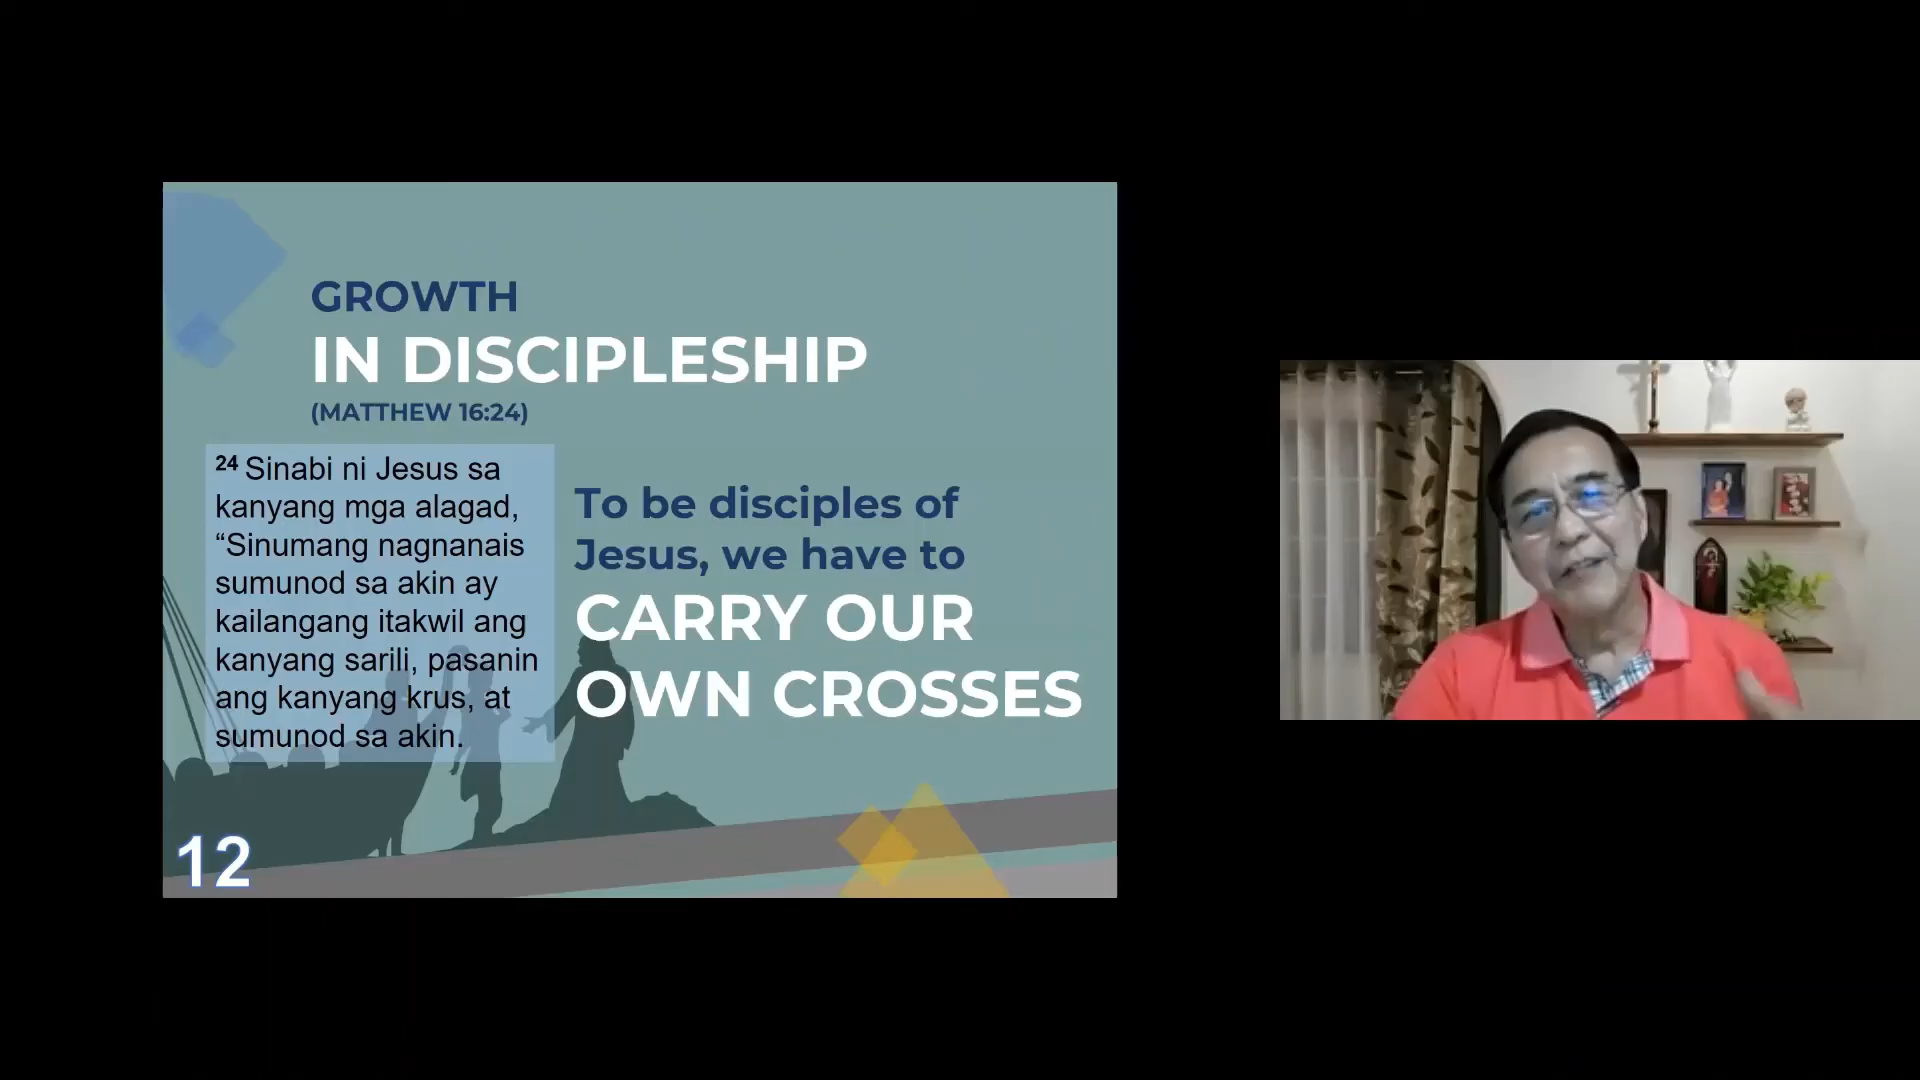 GROWTH
IN DISCIPLESHIP
(MATTHEW 16:24)
24 Sinabi ni Jesus sa
kanyang mga alagad,
“Sinumang nagnanais
sumunod sa akin ay
kailangang itakwil ang
kanyang sarili, pasanin
ang kanyang krus, at
sumunod sa akin.
To be disciples of
Jesus, we have to
CARRY OUR
OWN CROSSES
12